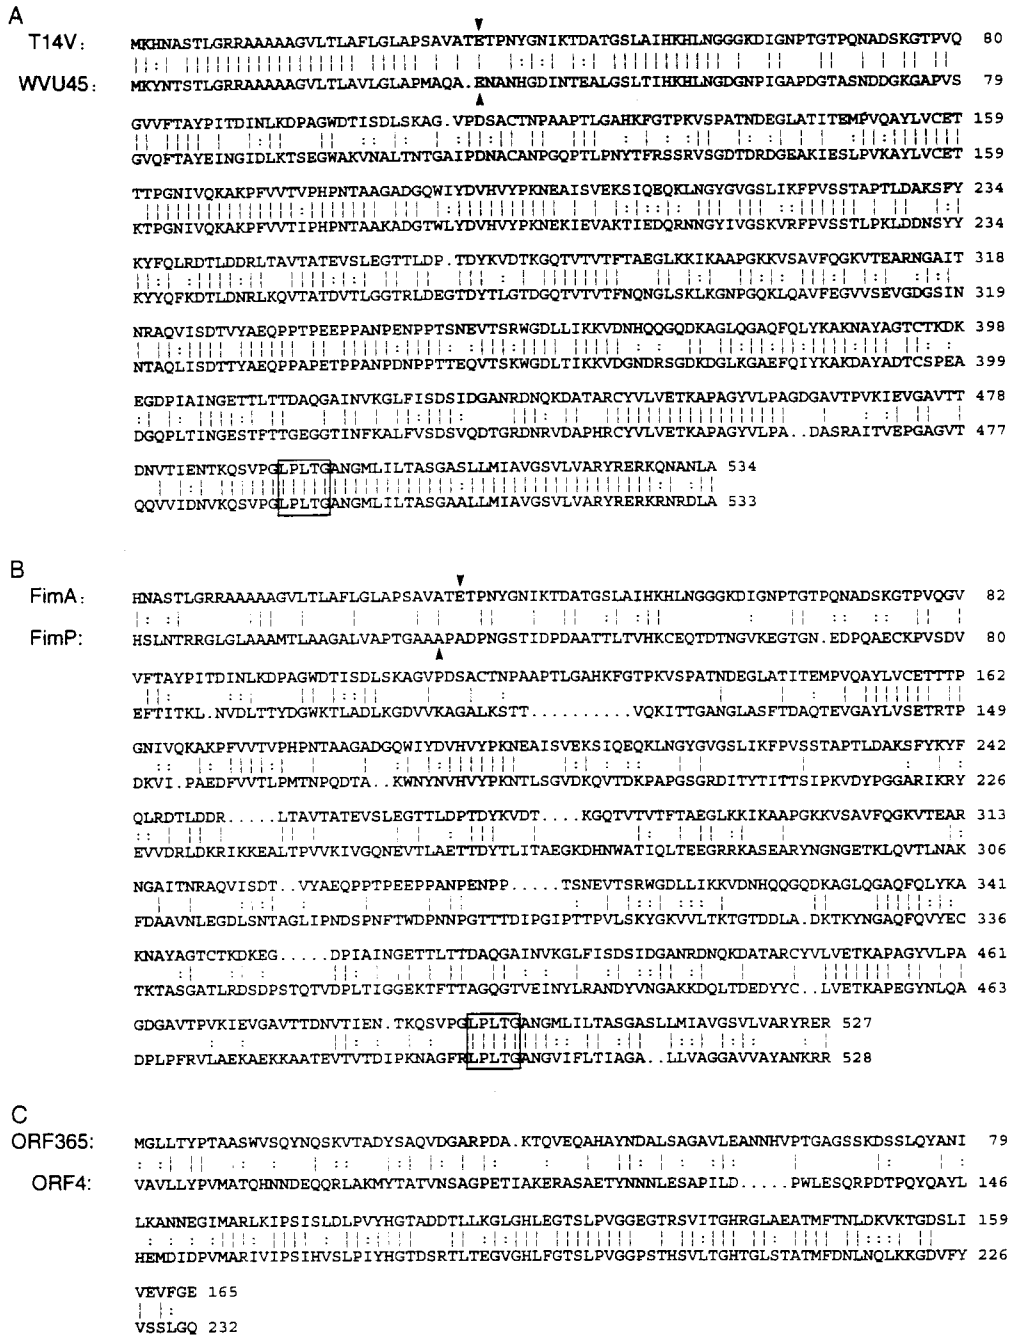 A
T14V: MKHNASTLGRRAAAAAGVLTLAFLGLAPSAVATETPNYGNIKTDATGSLAIHKHLNGGGKDIGNPTGTPQNADSKGTPVQ 80
WVU45: MKYNTSTLGRRAAAAAGVLTLAVLGLAPMAQA.ENANHGDINTEALGSLTIHKHLNGDGNPIGAPDGTASNDDGKGAPVS 79
GVVFTAYPITDINLKDPAGWDTISDLSKAG.VPDSACTNPAAPTLGAHKFGTPKVSPATNDEGLATITEMPVQAYLVCET 159
GVQFTAYEINGIDLKTSEGWAKVNALTNTGAIPDNACANPGQPTLPNYTFRSSRVSGDTDRDGEAKIESLPVKAYLVCET 159
TTPGNIVQKAKPFVVTVPHPNTAAGADGQWIYDVHVYPKNEAISVEKSIQEQKLNGYGVGSLIKFPVSSTAPTLDAKSFY 234
KTPGNIVQKAKPFVVTIPHPNTAAKADGTWLYDVHVYPKNEKIEVAKTIEDQRNNGYIVGSKVRFPVSSTLPKLDDNSYY 234
KYFQLRDTLDDRLTAVTATEVSLEGTTLDP.TDYKVDTKGQTVTVTFTAEGLKKIKAAPGKKVSAVFQGKVTEARNGAIT 318
KYYQFKDTLDNRLKQVTATDVTLGGTRLDEGTDYTLGTDGQTVTVTFNQNGLSKLKGNPGQKLQAVFEGVVSEVGDGSIN 319
NRAQVISDTVYAEQPPTPEEPPANPENPPTSNEVTSRWGDLLIKKVDNHQQGQDKAGLQGAQFQLYKAKNAYAGTCTKDK 398
NTAQLISDTTYAEQPPAPETPPANPDNPPTTEQVTSKWGDLTIKKVDGNDRSGDKDGLKGAEFQIYKAKDAYADTCSPEA 399
EGDPIAINGETTLTTDAQGAINVKGLFISDSIDGANRDNQKDATARCYVLVETKAPAGYVLPAGDGAVTPVKIEVGAVTT 478
DGQPLTINGESTFTTGEGGTINFKALFVSDSVQDTGRDNRVDAPHRCYVLVETKAPAGYVLPA..DASRAITVEPGAGVT 477
DNVTIENTKQSVPGLPLTGANGMLILTASGASLLMIAVGSVLVARYRERKQNANLA 534
QQVVIDNVKQSVPGLPLTGANGMLILTASGAALLMIAVGSVLVARYRERKRNRDLA 533
B
FimA: HNASTLGRRAAAAAGVLTLAFLGLAPSAVATETPNYGNIKTDATGSLAIHKHLNGGGKDIGNPTGTPQNADSKGTPVQGV 82
FimP: HSLNTRRGLGLAAAMTLAAGALVAPTGAAAPADPNGSTIDPDAATTLTVHKCEQTDTNGVKEGTGN.EDPQAECKPVSDV 80
VFTAYPITDINLKDPAGWDTISDLSKAGVPDSACTNPAAPTLGAHKFGTPKVSPATNDEGLATITEMPVQAYLVCETTTP 162
EFTITKL.NVDLTTYDGWKTLADLKGDVVKAGALKSTT..........VQKITTGANGLASFTDAQTEVGAYLVSETRTP 149
GNIVQKAKPFVVTVPHPNTAAGADGQWIYDVHVYPKNEAISVEKSIQEQKLNGYGVGSLIKFPVSSTAPTLDAKSFYKYF 242
DKVI.PAEDFVVTLPMTNPQDTA..KWNYNVHVYPKNTLSGVDKQVTDKPAPGSGRDITYTITTSIPKVDYPGGARIKRY 226
QLRDTLDDR.....LTAVTATEVSLEGTTLDPTDYKVDT....KGQTVTVTFTAEGLKKIKAAPGKKVSAVFQGKVTEAR 313
EVVDRLDKRIKKEALTPVVKIVGQNEVTLAETTDYTLITAEGKDHNWATIQLTEEGRRKASEARYNGNGETKLQVTLNAK 306
NGAITNRAQVISDT..VYAEQPPTPEEPPANPENPP.....TSNEVTSRWGDLLIKKVDNHQQGQDKAGLQGAQFQLYKA 341
FDAAVNLEGDLSNTAGLIPNDSPNFTWDPNNPGTTTDIPGIPTTPVLSKYGKVVLTKTGTDDLA.DKTKYNGAQFQVYEC 336
KNAYAGTCTKDKEG.....DPIAINGETTLTTDAQGAINVKGLFISDSIDGANRDNQKDATARCYVLVETKAPAGYVLPA 461
TKTASGATLRDSDPSTQTVDPLTIGGEKTFTTAGQGTVEINYLRANDYVNGAKKDQLTDEDYYC..LVETKAPEGYNLQA 463
GDGAVTPVKIEVGAVTTDNVTIEN.TKQSVPGLPLTGANGMLILTASGASLLMIAVGSVLVARYRER 527
DPLPFRVLAEKAEKKAATEVTVTDIPKNAGFRLPLTGANGVIFLTIAGA..LLVAGGAVVAYANKRR 528
C
ORF365: MGLLTYPTAASWVSQYNQSKVTADYSAQVDGARPDA.KTQVEQAHAYNDALSAGAVLEANNHVPTGAGSSKDSSLQYANI 79
ORF4: VAVLLYPVMATQHNNDEQQRLAKMYTATVNSAGPETIAKERASAETYNNNLESAPILD.....PWLESQRPDTPQYQAYL 146
LKANNEGIMARLKIPSISLDLPVYHGTADDTLLKGLGHLEGTSLPVGGEGTRSVITGHRGLAEATMFTNLDKVKTGDSLI 159
HEMDIDPVMARIVIPSIHVSLPIYHGTDSRTLTEGVGHLFGTSLPVGGPSTHSVLTGHTGLSTATMFDNLNQLKKGDVFY 226
VEVFGE 165
VSSLGQ 232